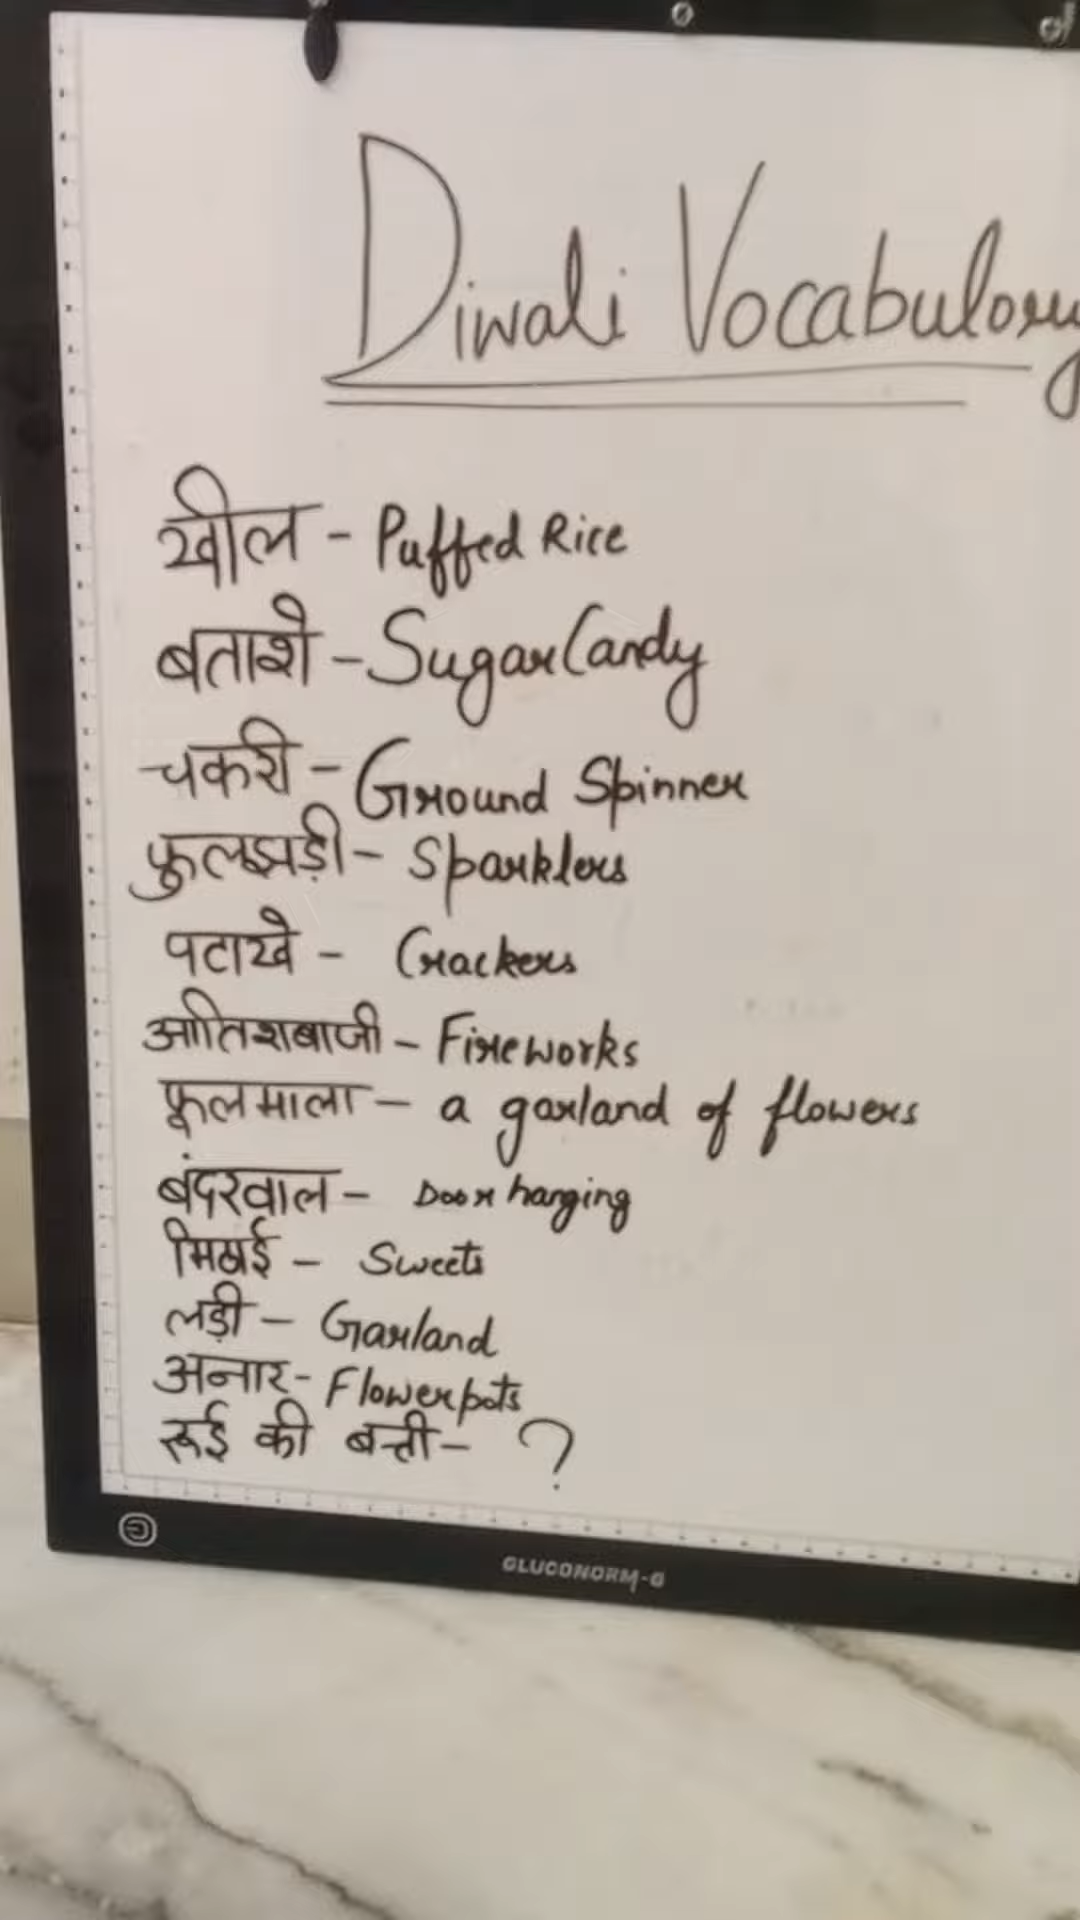 Diwali Vocabulory
खील - Puffed Rice
बताशे - Sugar Candy
चकरी - Ground Spinner
फुलझड़ी - Sparklers
पटाखे - Crackers
आतिशबाजी - Fireworks
फूलमाला - a garland of flowers
बंदरवाल - Door hanging
मिठाई - Sweets
लड़ी - Garland
अनार - Flowerpots
रूई की बत्ती - ?
GLUCONORM-G